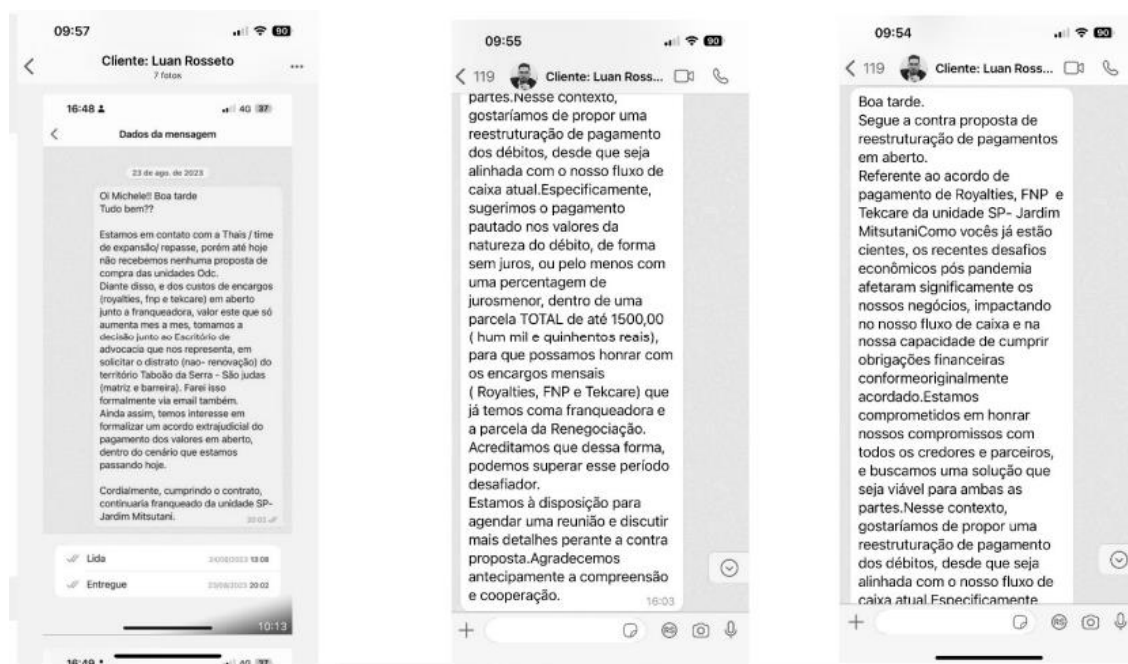 09:57
90
Cliente: Luan Rosseto
7 fotos
16:48
4G 37
Dados da mensagem
23 de ago. de 2023
Oi Michele!! Boa tarde
Tudo bem??
Estamos em contato com a Thais / time
de expansão/ repasse, porém até hoje
não recebemos nenhuma proposta de
compra das unidades Odc.
Diante disso, e dos custos de encargos
(royalties, fnp e tekcare) em aberto
junto a franqueadora, valor este que só
aumenta mes a mes, tomamos a
decisão junto ao Escritório de
advocacia que nos representa, em
solicitar o distrato (nao- renovação) do
território Taboão da Serra - São judas
(matriz e barreira). Farei isso
formalmente via email também.
Ainda assim, temos interesse em
formalizar um acordo extrajudicial do
pagamento dos valores em aberto,
dentro do cenário que estamos
passando hoje.
Cordialmente, cumprindo o contrato,
continuaria franqueado da unidade SP-
Jardim Mitsutani.
20:02
Lida
24/08/2023 13:08
Entregue
23/08/2023 20:02
10:13
16:49
4G 37
09:55
90
119
Cliente: Luan Ross...
partes.Nesse contexto,
gostaríamos de propor uma
reestruturação de pagamento
dos débitos, desde que seja
alinhada com o nosso fluxo de
caixa atual.Especificamente,
sugerimos o pagamento
pautado nos valores da
natureza do débito, de forma
sem juros, ou pelo menos com
uma percentagem de
jurosmenor, dentro de uma
parcela TOTAL de até 1500,00
( hum mil e quinhentos reais),
para que possamos honrar com
os encargos mensais
( Royalties, FNP e Tekcare) que
já temos coma franqueadora e
a parcela da Renegociação.
Acreditamos que dessa forma,
podemos superar esse período
desafiador.
Estamos à disposição para
agendar uma reunião e discutir
mais detalhes perante a contra
proposta.Agradecemos
antecipamente a compreensão
e cooperação.
16:03
09:54
90
119
Cliente: Luan Ross...
Boa tarde.
Segue a contra proposta de
reestruturação de pagamentos
em aberto.
Referente ao acordo de
pagamento de Royalties, FNP e
Tekcare da unidade SP- Jardim
MitsutaniComo vocês já estão
cientes, os recentes desafios
econômicos pós pandemia
afetaram significamente os
nossos negócios, impactando
no nosso fluxo de caixa e na
nossa capacidade de cumprir
obrigações financeiras
conformeoriginalmente
acordado.Estamos
comprometidos em honrar
nossos compromissos com
todos os credores e parceiros,
e buscamos uma solução que
seja viável para ambas as
partes.Nesse contexto,
gostaríamos de propor uma
reestruturação de pagamento
dos débitos, desde que seja
alinhada com o nosso fluxo de
caixa atual.Especificamente